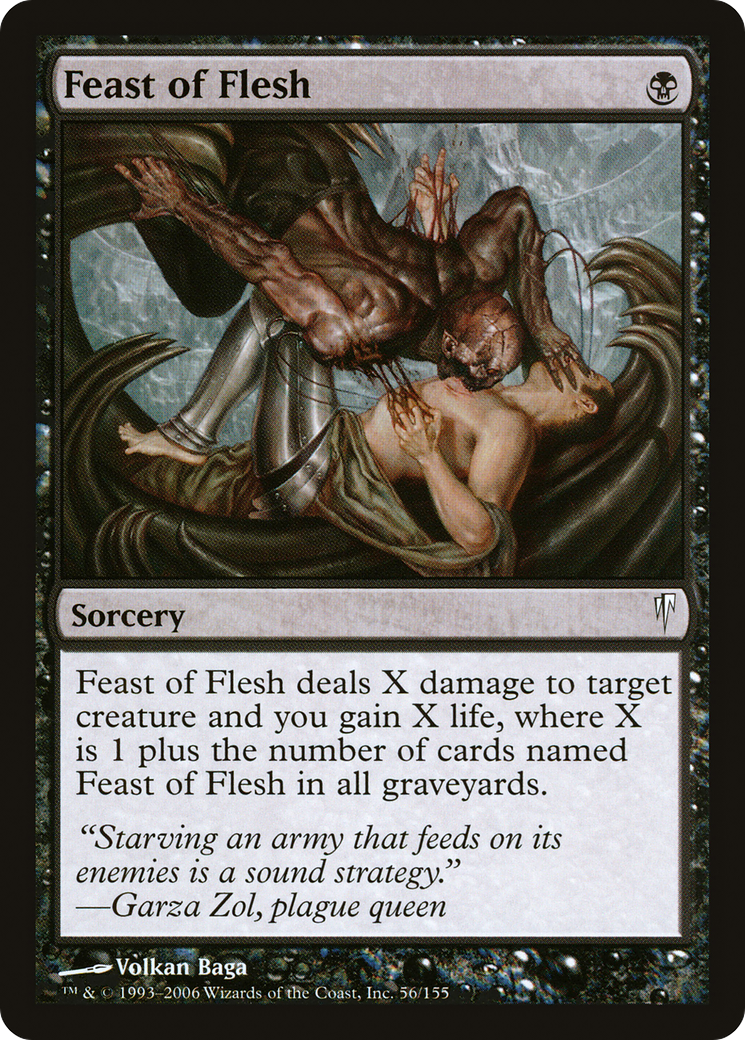 Feast of Flesh
Sorcery
Feast of Flesh deals X damage to target
creature and you gain X life, where X
is 1 plus the number of cards named
Feast of Flesh in all graveyards.
“Starving an army that feeds on its
enemies is a sound strategy.”
—Garza Zol, plague queen
Volkan Baga
™ & © 1993–2006 Wizards of the Coast, Inc. 56/155